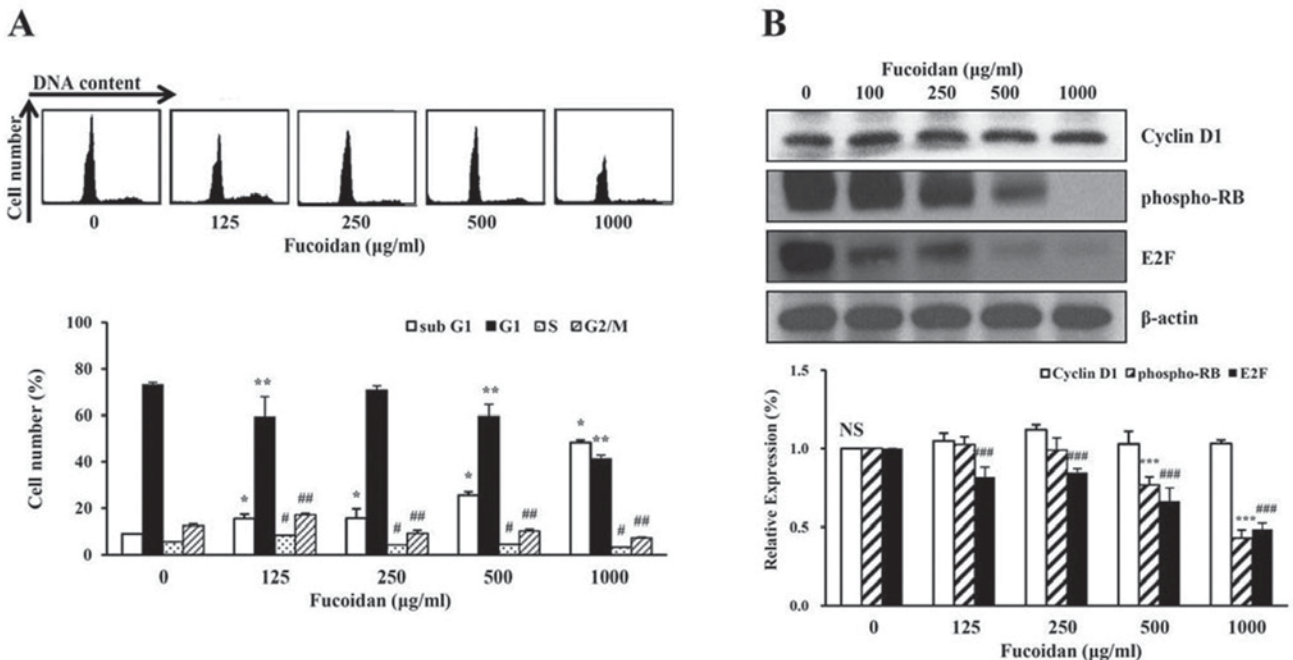 A
DNA content
Cell number
0 125 250 500 1000
Fucoidan (µg/ml)
100
80
60
40
20
0
Cell number (%)
sub G1 G1 S G2/M
* ** # ##
* # ##
* ** # ##
* ** # ##
0 125 250 500 1000
Fucoidan (µg/ml)
B
Fucoidan (µg/ml)
0 100 250 500 1000
Cyclin D1
phospho-RB
E2F
β-actin
1.5
1.0
0.5
0.0
Relative Expression (%)
Cyclin D1 phospho-RB E2F
NS
###
###
*** ###
*** ###
0 125 250 500 1000
Fucoidan (µg/ml)